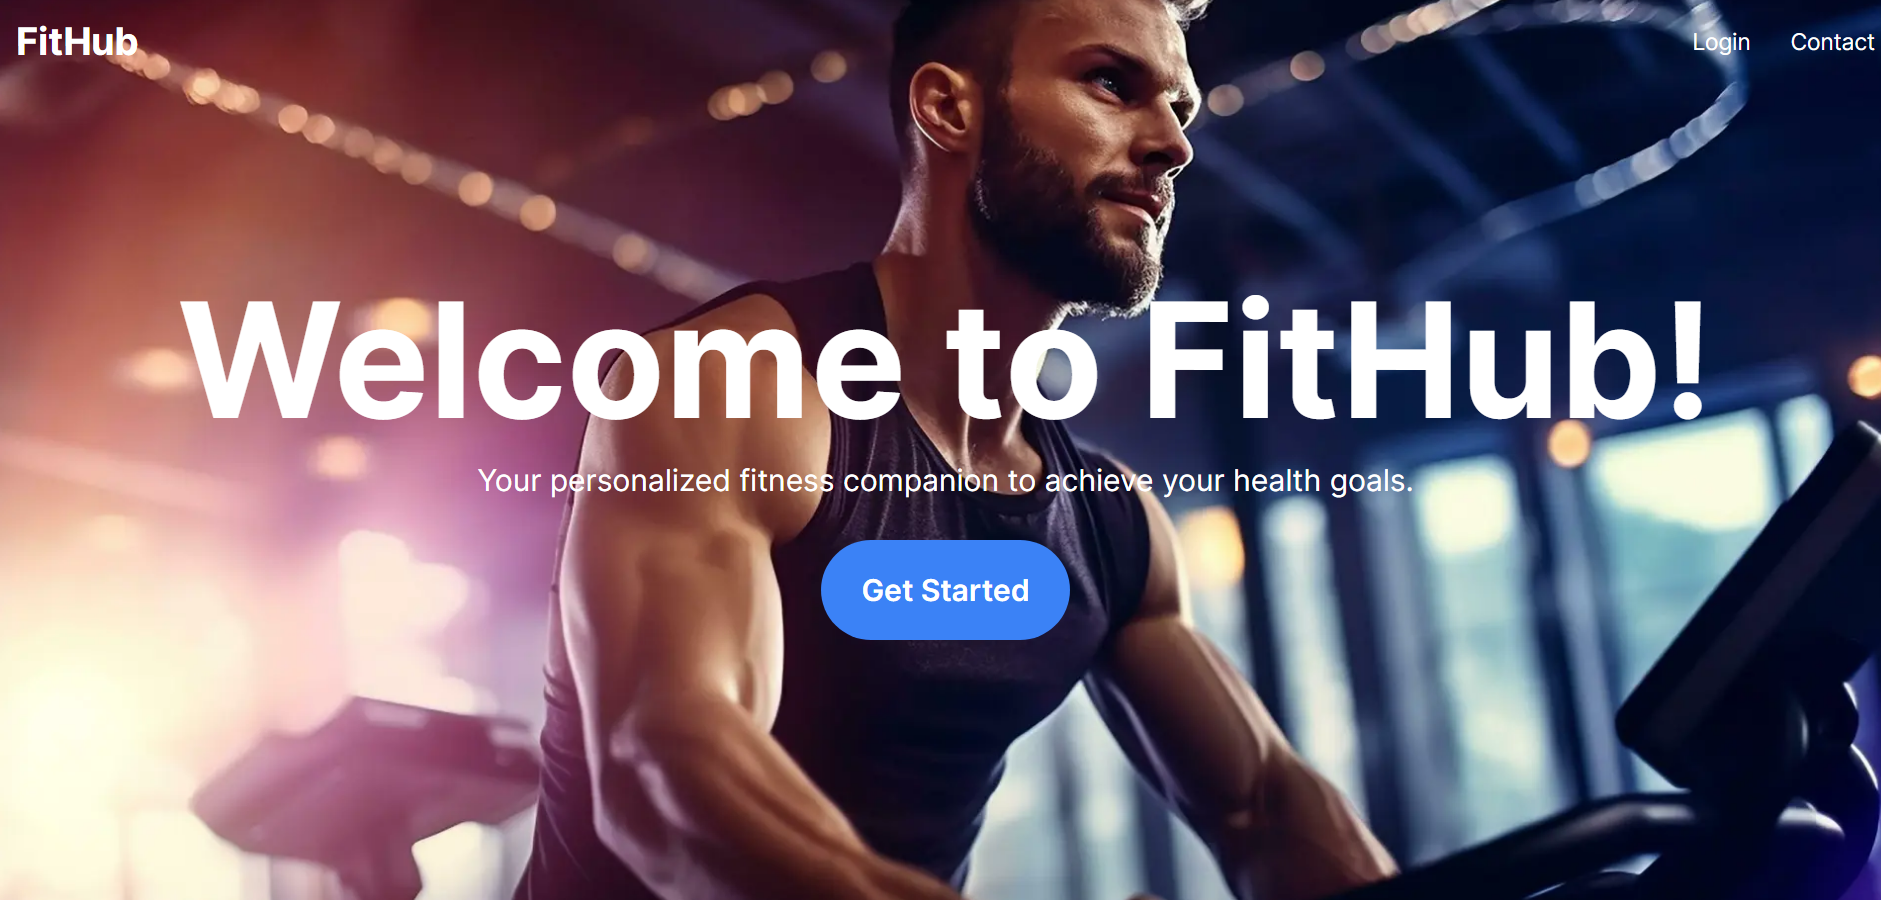 FitHub
Login
Contact
Welcome to FitHub!
Your personalized fitness companion to achieve your health goals.
Get Started